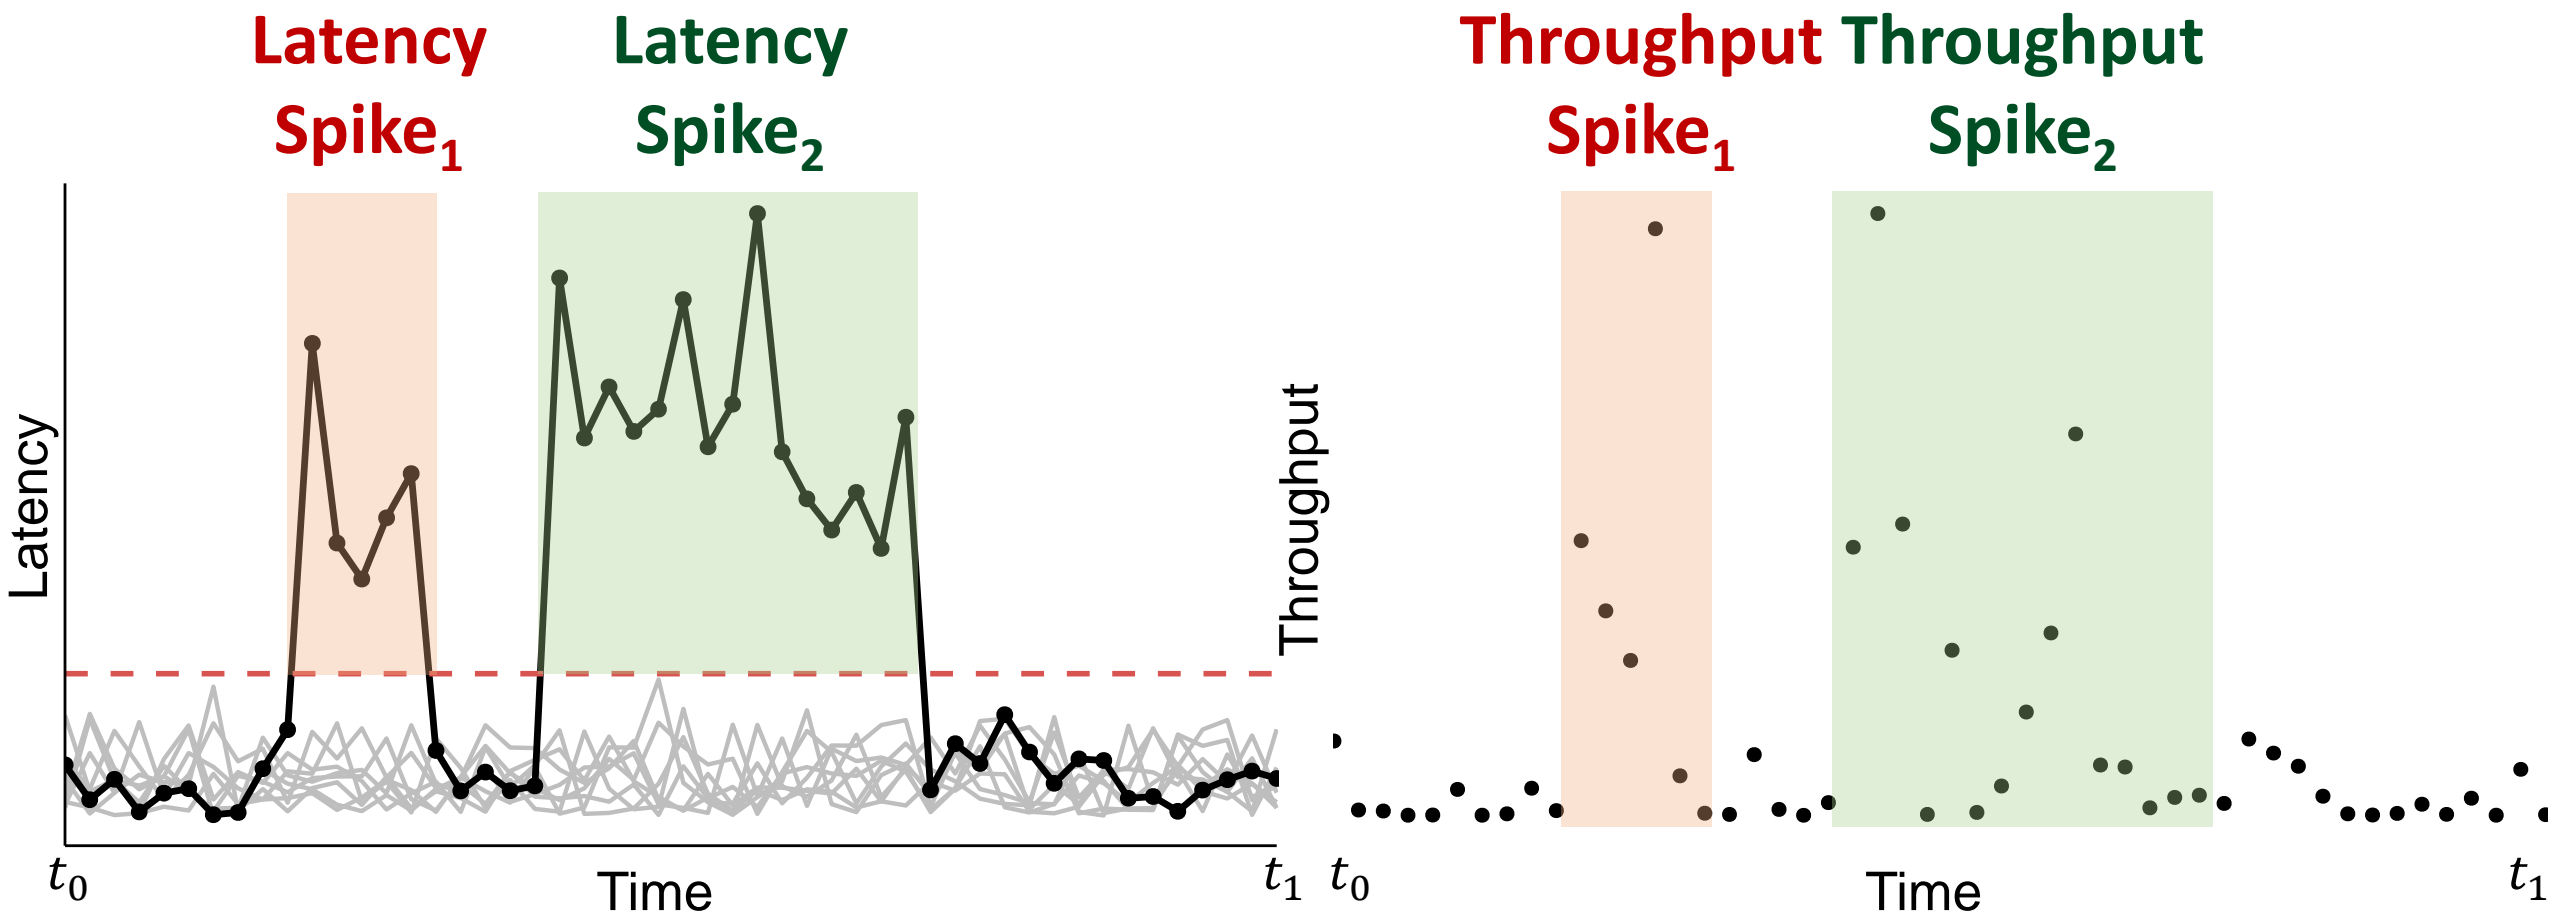 Latency
Spike₁
Latency
Spike₂
Latency
t₀
Time
t₁
Throughput
Spike₁
Throughput
Spike₂
Throughput
t₀
Time
t₁